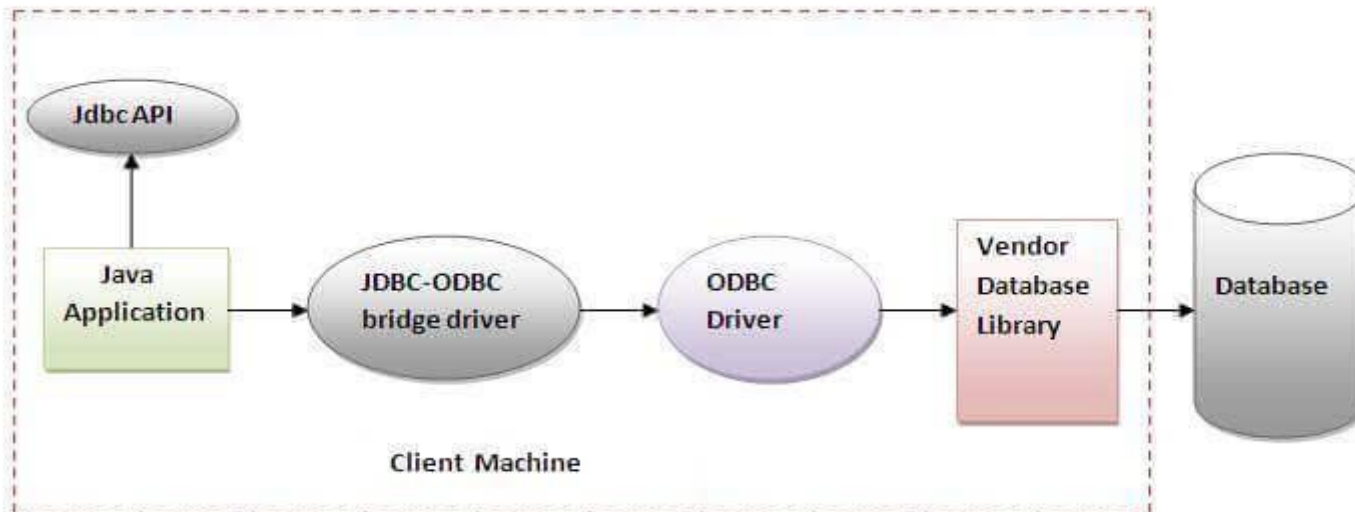 Jdbc API
Java
Application
JDBC-ODBC
bridge driver
ODBC
Driver
Vendor
Database
Library
Database
Client Machine